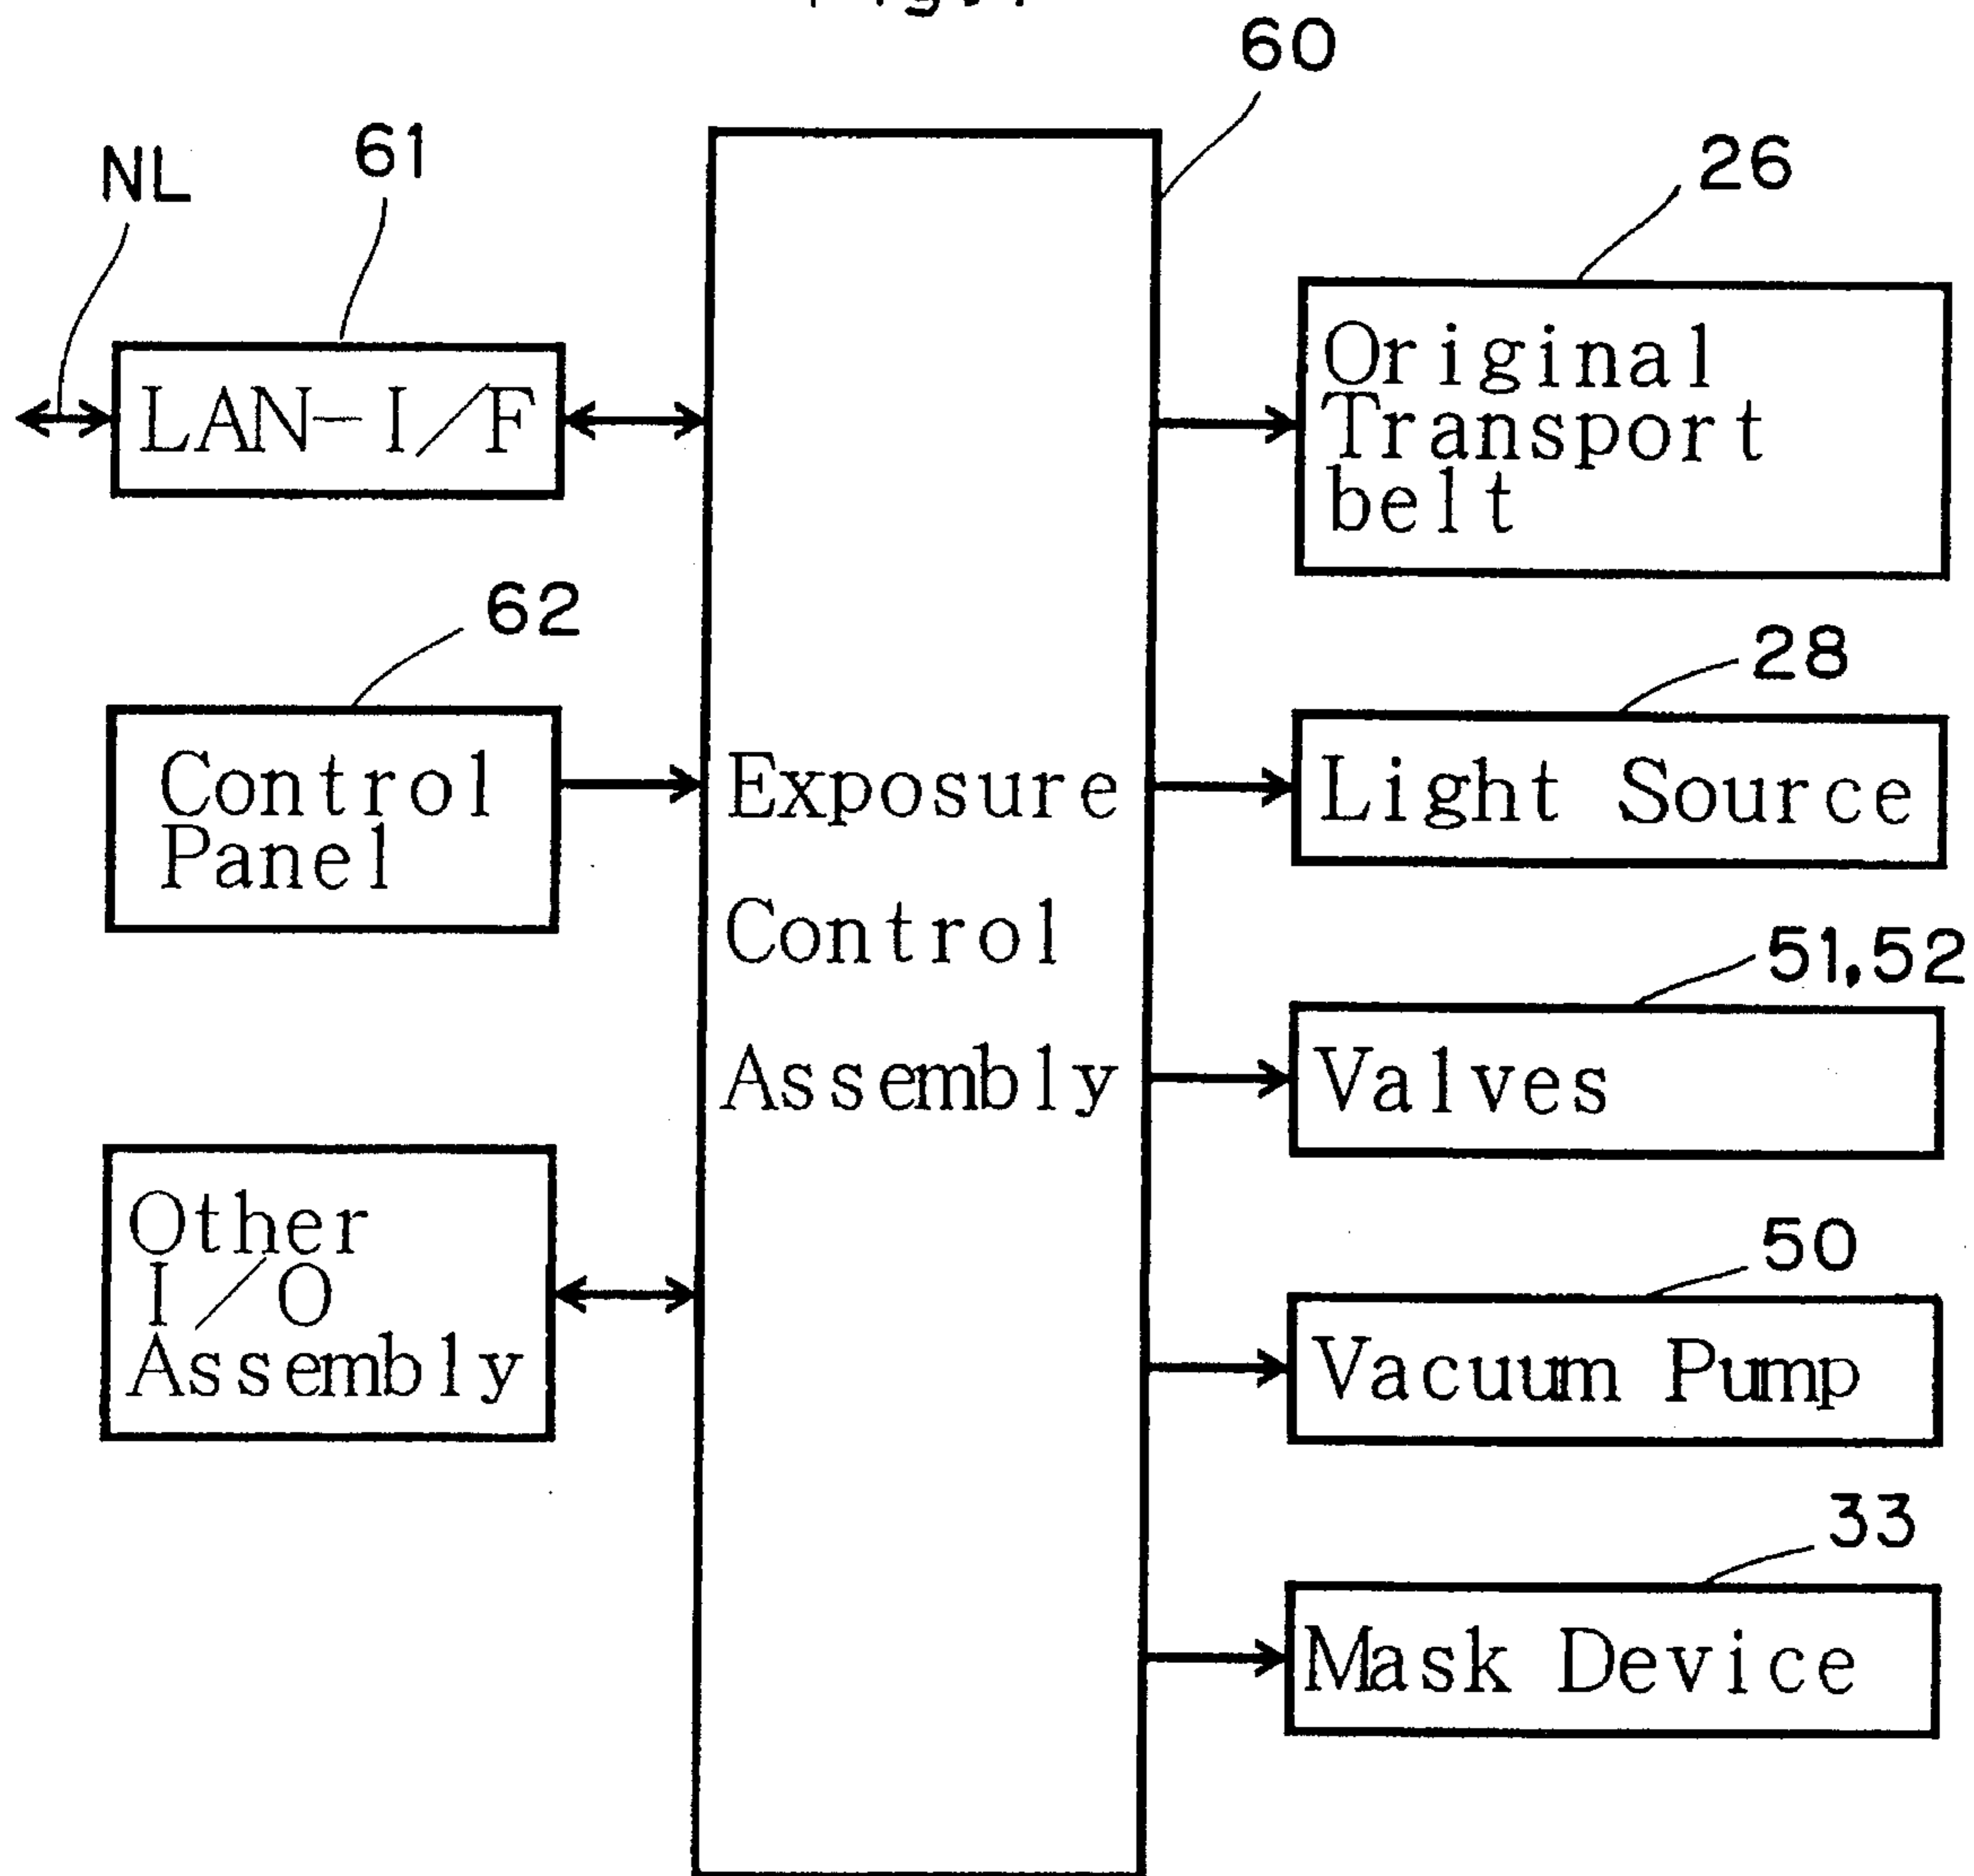 60
NL
61
26
LAN-I/F
Original
Transport
belt
62
28
Control
Panel
Exposure
Control
Assembly
Light Source
51,52
Valves
Other
I/O
Assembly
50
Vacuum Pump
33
Mask Device